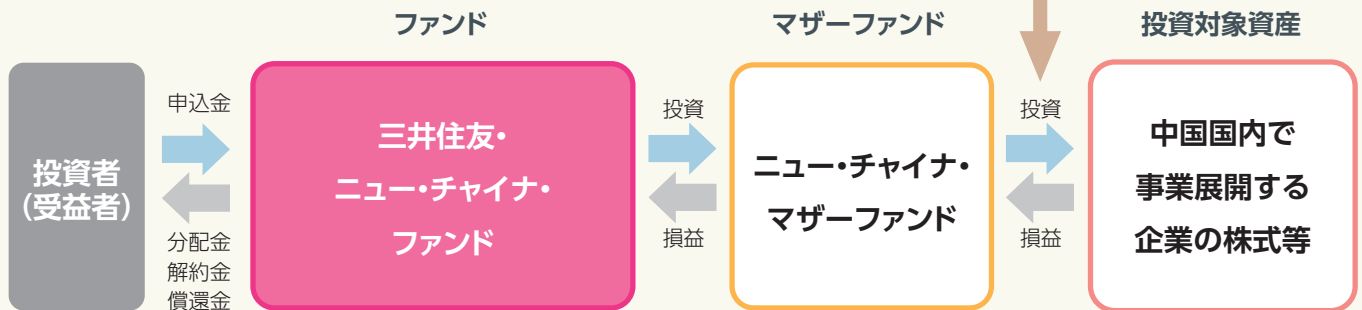 ファンド
マザーファンド
投資対象資産
投資者
(受益者)
申込金
分配金
解約金
償還金
三井住友・
ニュー・チャイナ・
ファンド
投資
損益
ニュー・チャイナ・
マザーファンド
投資
損益
中国国内で
事業展開する
企業の株式等